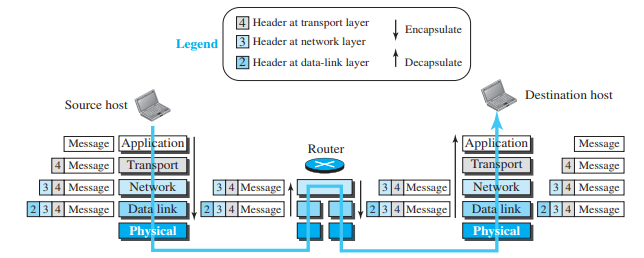 Legend
4 Header at transport layer
3 Header at network layer
2 Header at data-link layer
Encapsulate
Decapsulate
Source host
Destination host
Router
Message Application
4 Message Transport
3 4 Message Network
2 3 4 Message Data link
Physical
3 4 Message
2 3 4 Message
3 4 Message
2 3 4 Message
Application Message
Transport 4 Message
Network 3 4 Message
Data link 2 3 4 Message
Physical